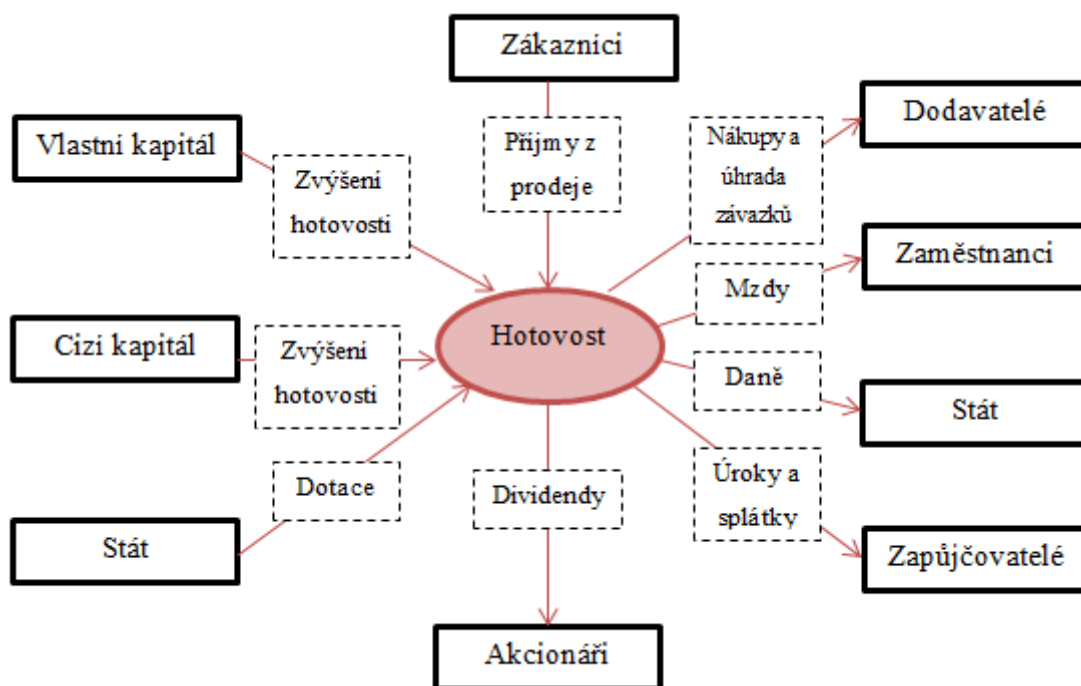 Zákazníci
Vlastní kapitál
Zvýšení
hotovosti
Příjmy z
prodeje
Nákupy a
úhrada
závazků
Dodavatelé
Mzdy
Zaměstnanci
Cizí kapitál
Zvýšení
hotovosti
Hotovost
Daně
Stát
Stát
Dotace
Dividendy
Úroky a
splátky
Zapůjčovatelé
Akcionáři